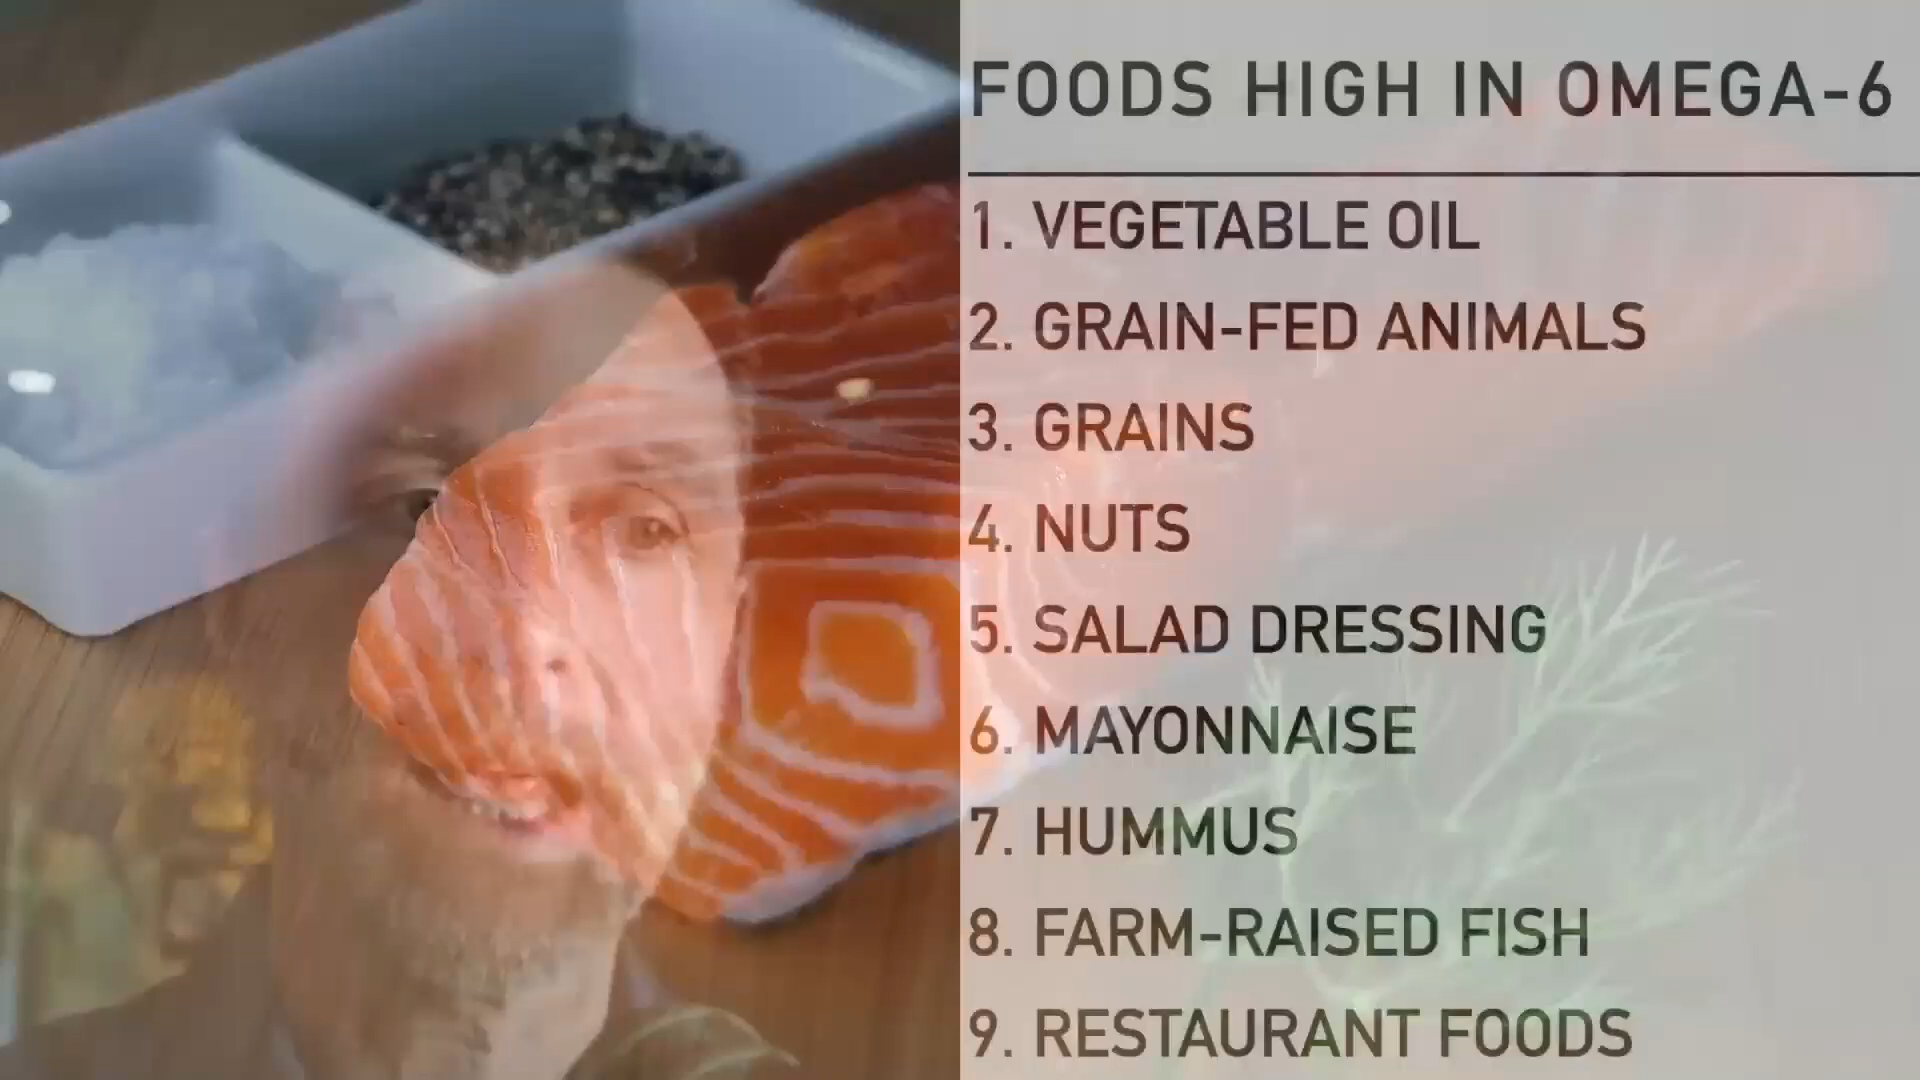 FOODS HIGH IN OMEGA-6
1. VEGETABLE OIL
2. GRAIN-FED ANIMALS
3. GRAINS
4. NUTS
5. SALAD DRESSING
6. MAYONNAISE
7. HUMMUS
8. FARM-RAISED FISH
9. RESTAURANT FOODS